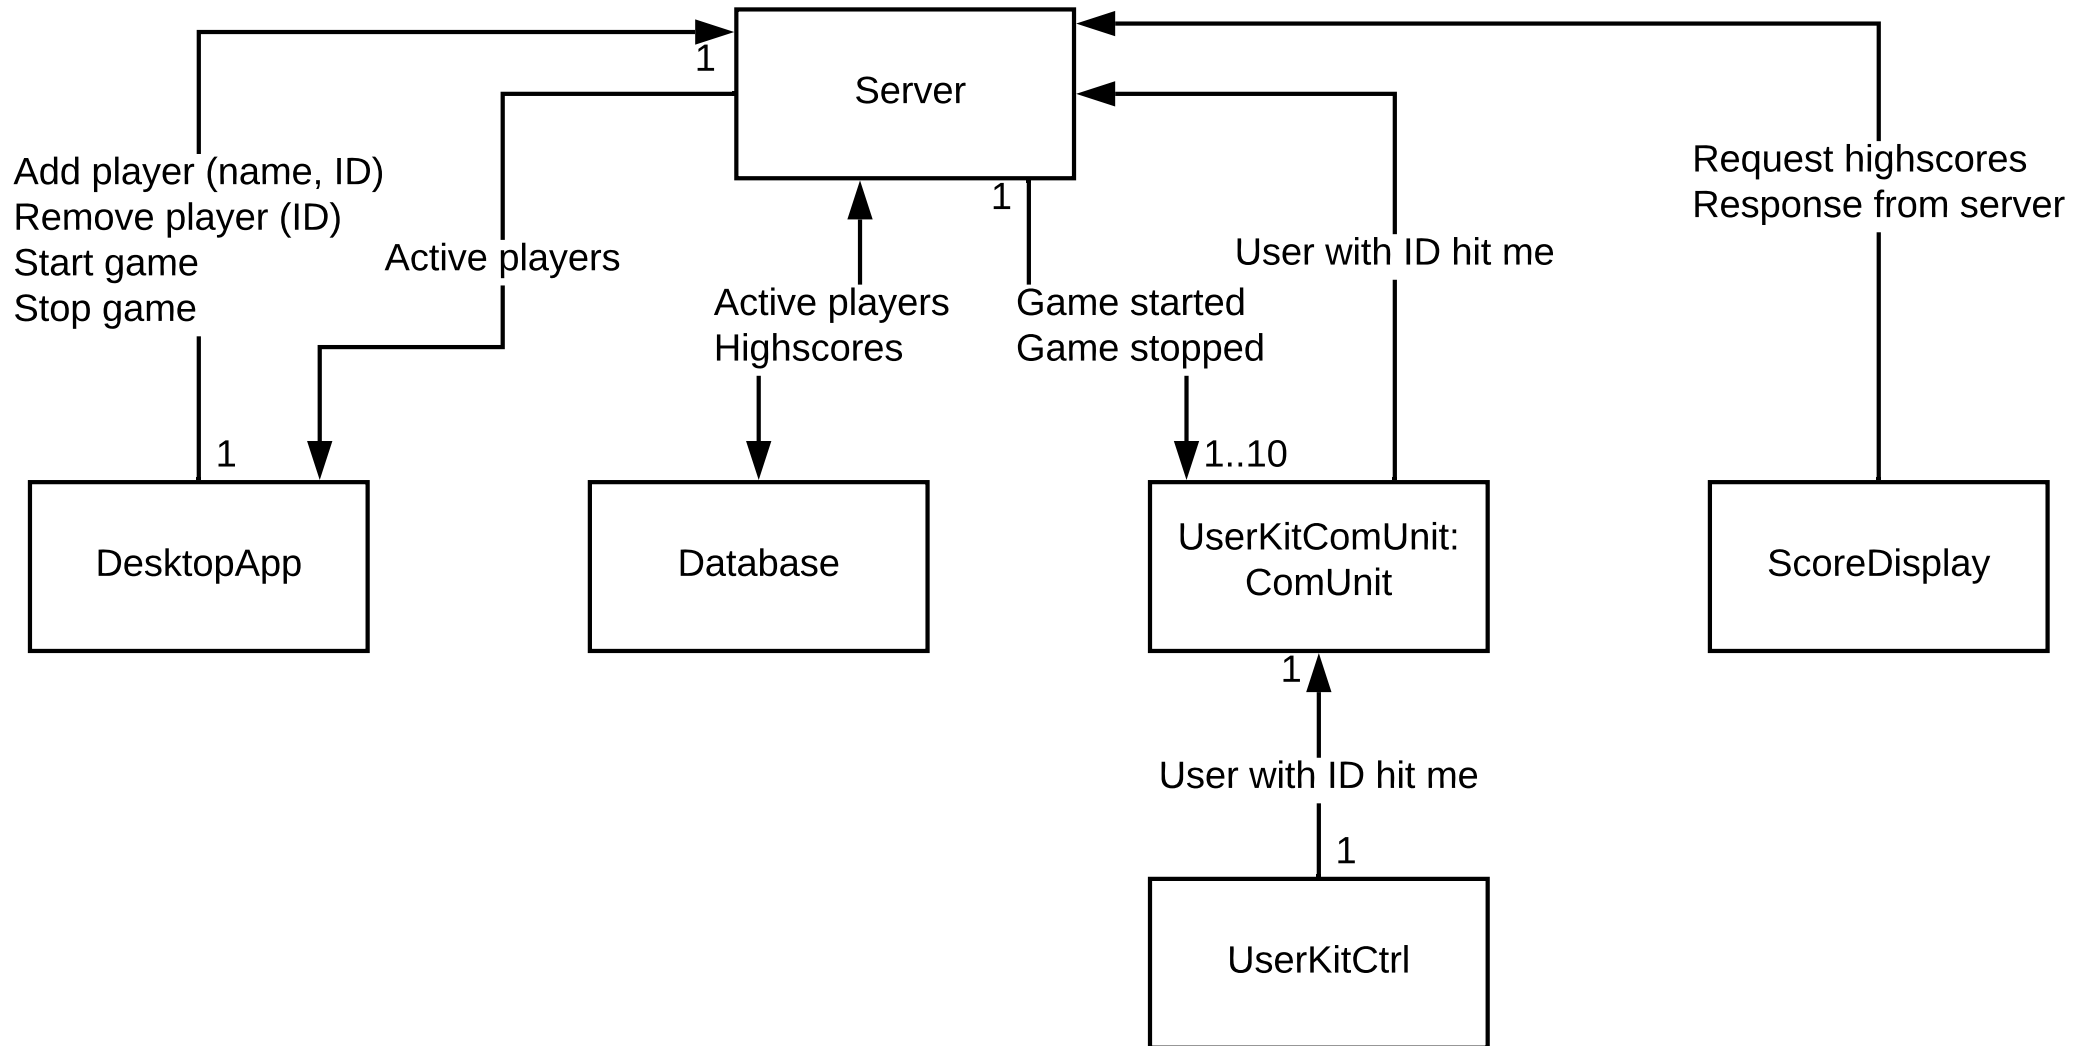 Server
1
Add player (name, ID)
Remove player (ID)
Start game
Stop game
Active players
Active players
Highscores
1
Game started
Game stopped
User with ID hit me
Request highscores
Response from server
1
1..10
DesktopApp
Database
UserKitComUnit:
ComUnit
ScoreDisplay
1
User with ID hit me
1
UserKitCtrl